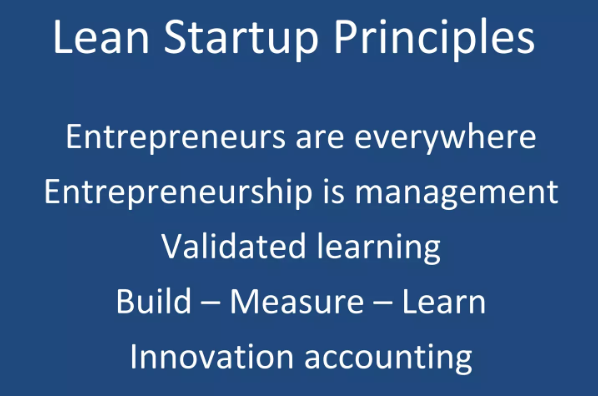 Lean Startup Principles
Entrepreneurs are everywhere
Entrepreneurship is management
Validated learning
Build – Measure – Learn
Innovation accounting